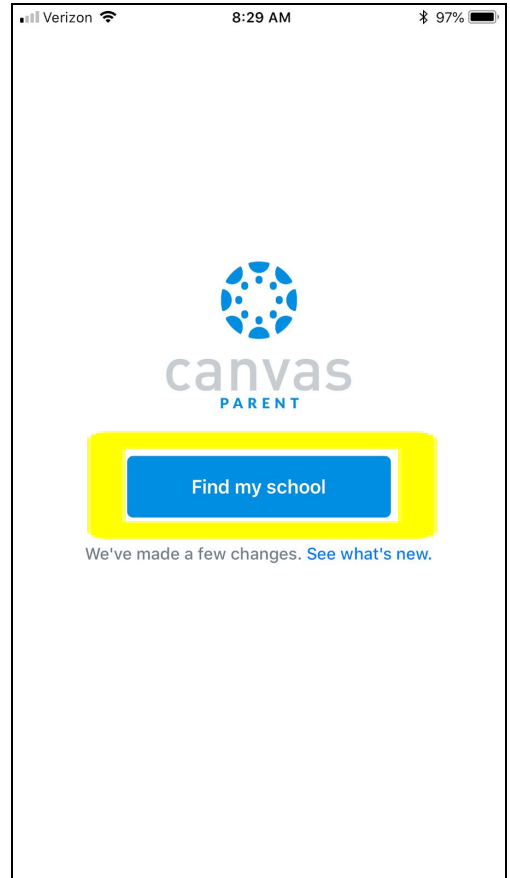 Verizon 8:29 AM 97%
canvas
PARENT
Find my school
We've made a few changes. See what's new.